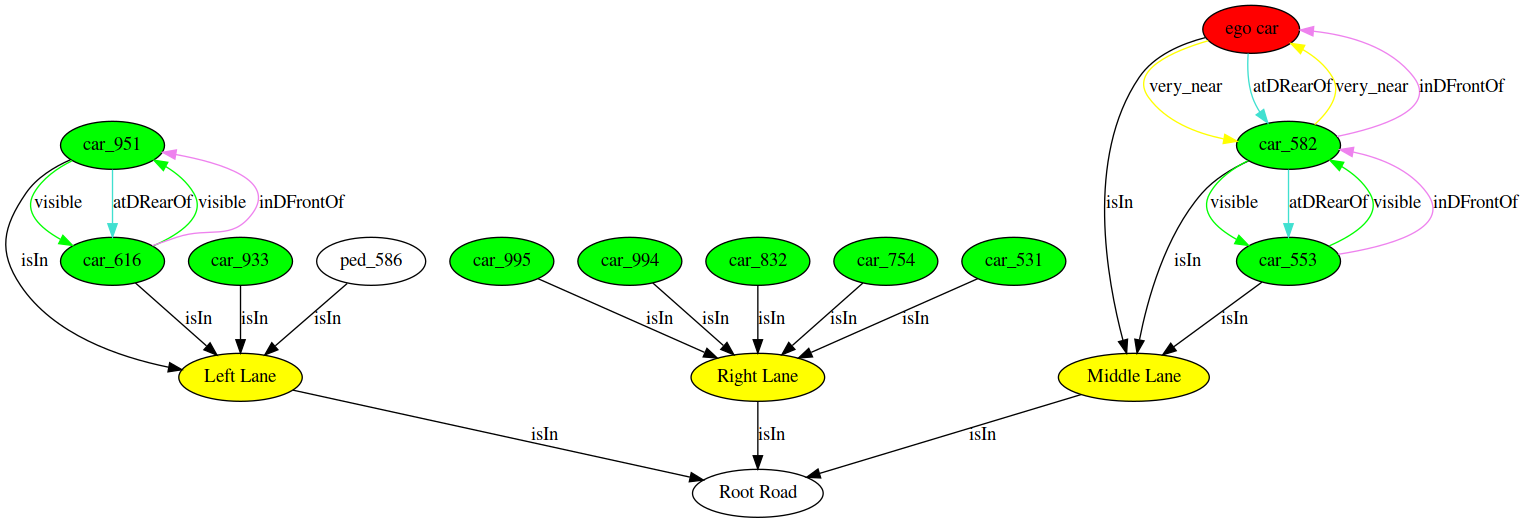 ego car
very_near atDRearOf very_near inDFrontOf
car_951 car_582
visible atDRearOf visible inDFrontOf isIn visible atDRearOf visible inDFrontOf
isIn car_616 car_933 ped_586 car_995 car_994 car_832 car_754 car_531 isIn car_553
isIn isIn isIn isIn isIn isIn isIn isIn isIn
Left Lane Right Lane Middle Lane
isIn isIn isIn
Root Road